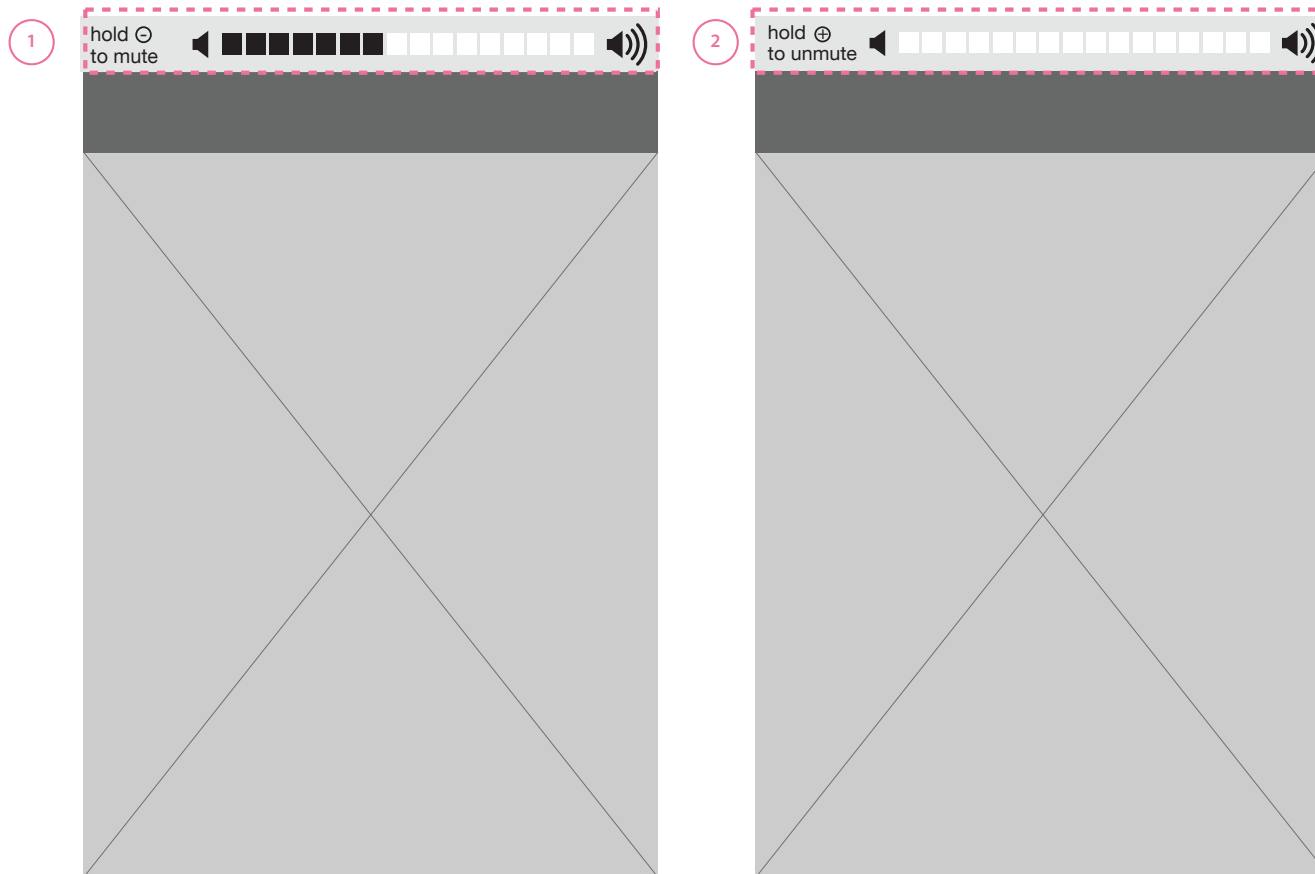 1
hold ⊖
to mute
2
hold ⊕
to unmute